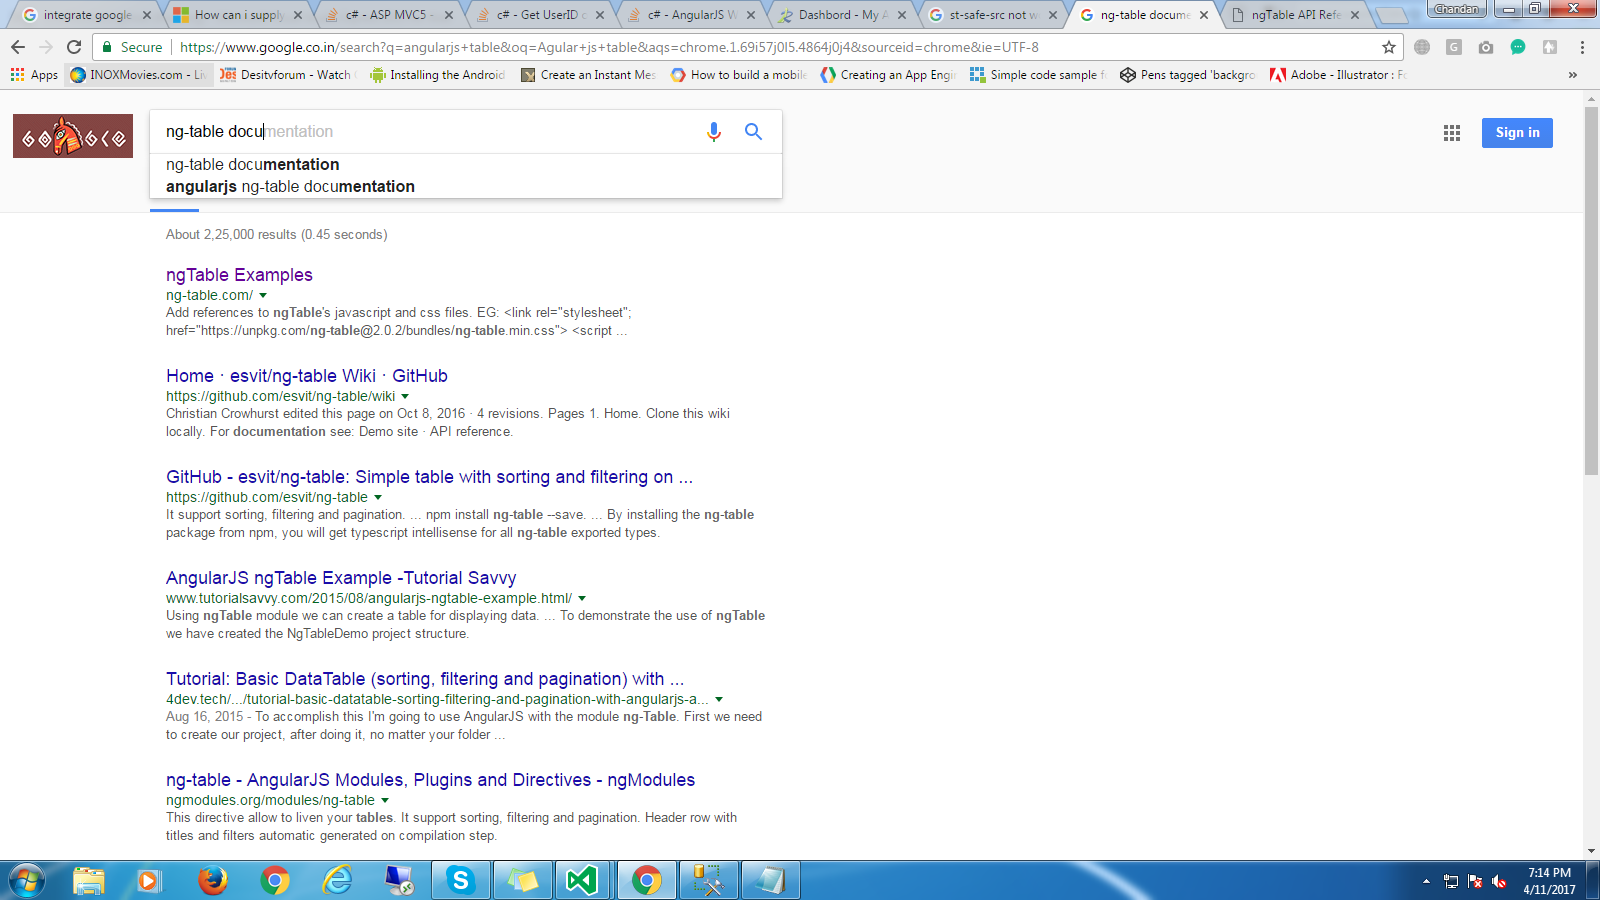 integrate google
How can i supply
c# - ASP MVC5 -
c# - Get UserID
c# - AngularJS W
Dashbord - My A
st-safe-src not w
ng-table docume
ngTable API Refe
Chandan
Secure
https://www.google.co.in/search?q=angularjs+table&oq=Agular+js+table&aqs=chrome.1.69i57j0l5.4864j0j4&sourceid=chrome&ie=UTF-8
Apps
INOXMovies.com - Liv
Desitvforum - Watch
Installing the Android
Create an Instant Mes
How to build a mobile
Creating an App Engi
Simple code sample f
Pens tagged 'backgro
Adobe - Illustrator : F
ng-table documentation
ng-table documentation
angularjs ng-table documentation
Sign in
About 2,25,000 results (0.45 seconds)
ngTable Examples
ng-table.com/
Add references to ngTable's javascript and css files. EG: <link rel="stylesheet";
href="https://unpkg.com/ng-table@2.0.2/bundles/ng-table.min.css"> <script ...
Home · esvit/ng-table Wiki · GitHub
https://github.com/esvit/ng-table/wiki
Christian Crowhurst edited this page on Oct 8, 2016 · 4 revisions. Pages 1. Home. Clone this wiki
locally. For documentation see: Demo site · API reference.
GitHub - esvit/ng-table: Simple table with sorting and filtering on ...
https://github.com/esvit/ng-table
It support sorting, filtering and pagination. ... npm install ng-table --save. ... By installing the ng-table
package from npm, you will get typescript intellisense for all ng-table exported types.
AngularJS ngTable Example -Tutorial Savvy
www.tutorialsavvy.com/2015/08/angularjs-ngtable-example.html/
Using ngTable module we can create a table for displaying data. ... To demonstrate the use of ngTable
we have created the NgTableDemo project structure.
Tutorial: Basic DataTable (sorting, filtering and pagination) with ...
4dev.tech/.../tutorial-basic-datatable-sorting-filtering-and-pagination-with-angularjs-a...
Aug 16, 2015 - To accomplish this I'm going to use AngularJS with the module ng-Table. First we need
to create our project, after doing it, no matter your folder ...
ng-table - AngularJS Modules, Plugins and Directives - ngModules
ngmodules.org/modules/ng-table
This directive allow to liven your tables. It support sorting, filtering and pagination. Header row with
titles and filters automatic generated on compilation step.
7:14 PM
4/11/2017